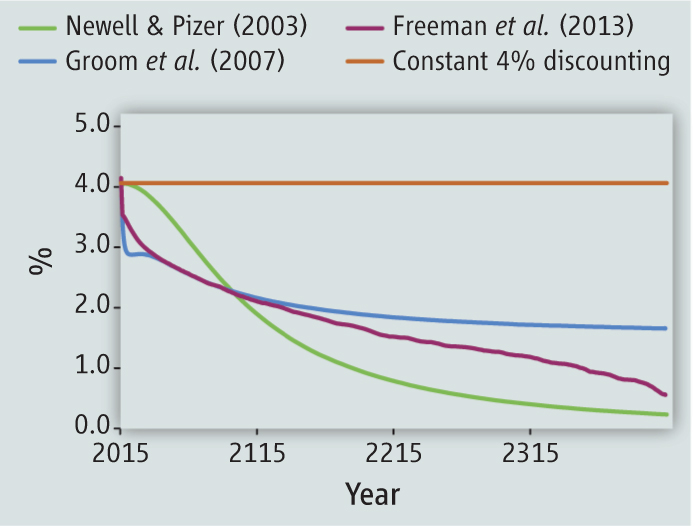 Newell & Pizer (2003) Freeman et al. (2013)
Groom et al. (2007) Constant 4% discounting
5.0
4.0
3.0
%
2.0
1.0
0.0
2015 2115 2215 2315
Year